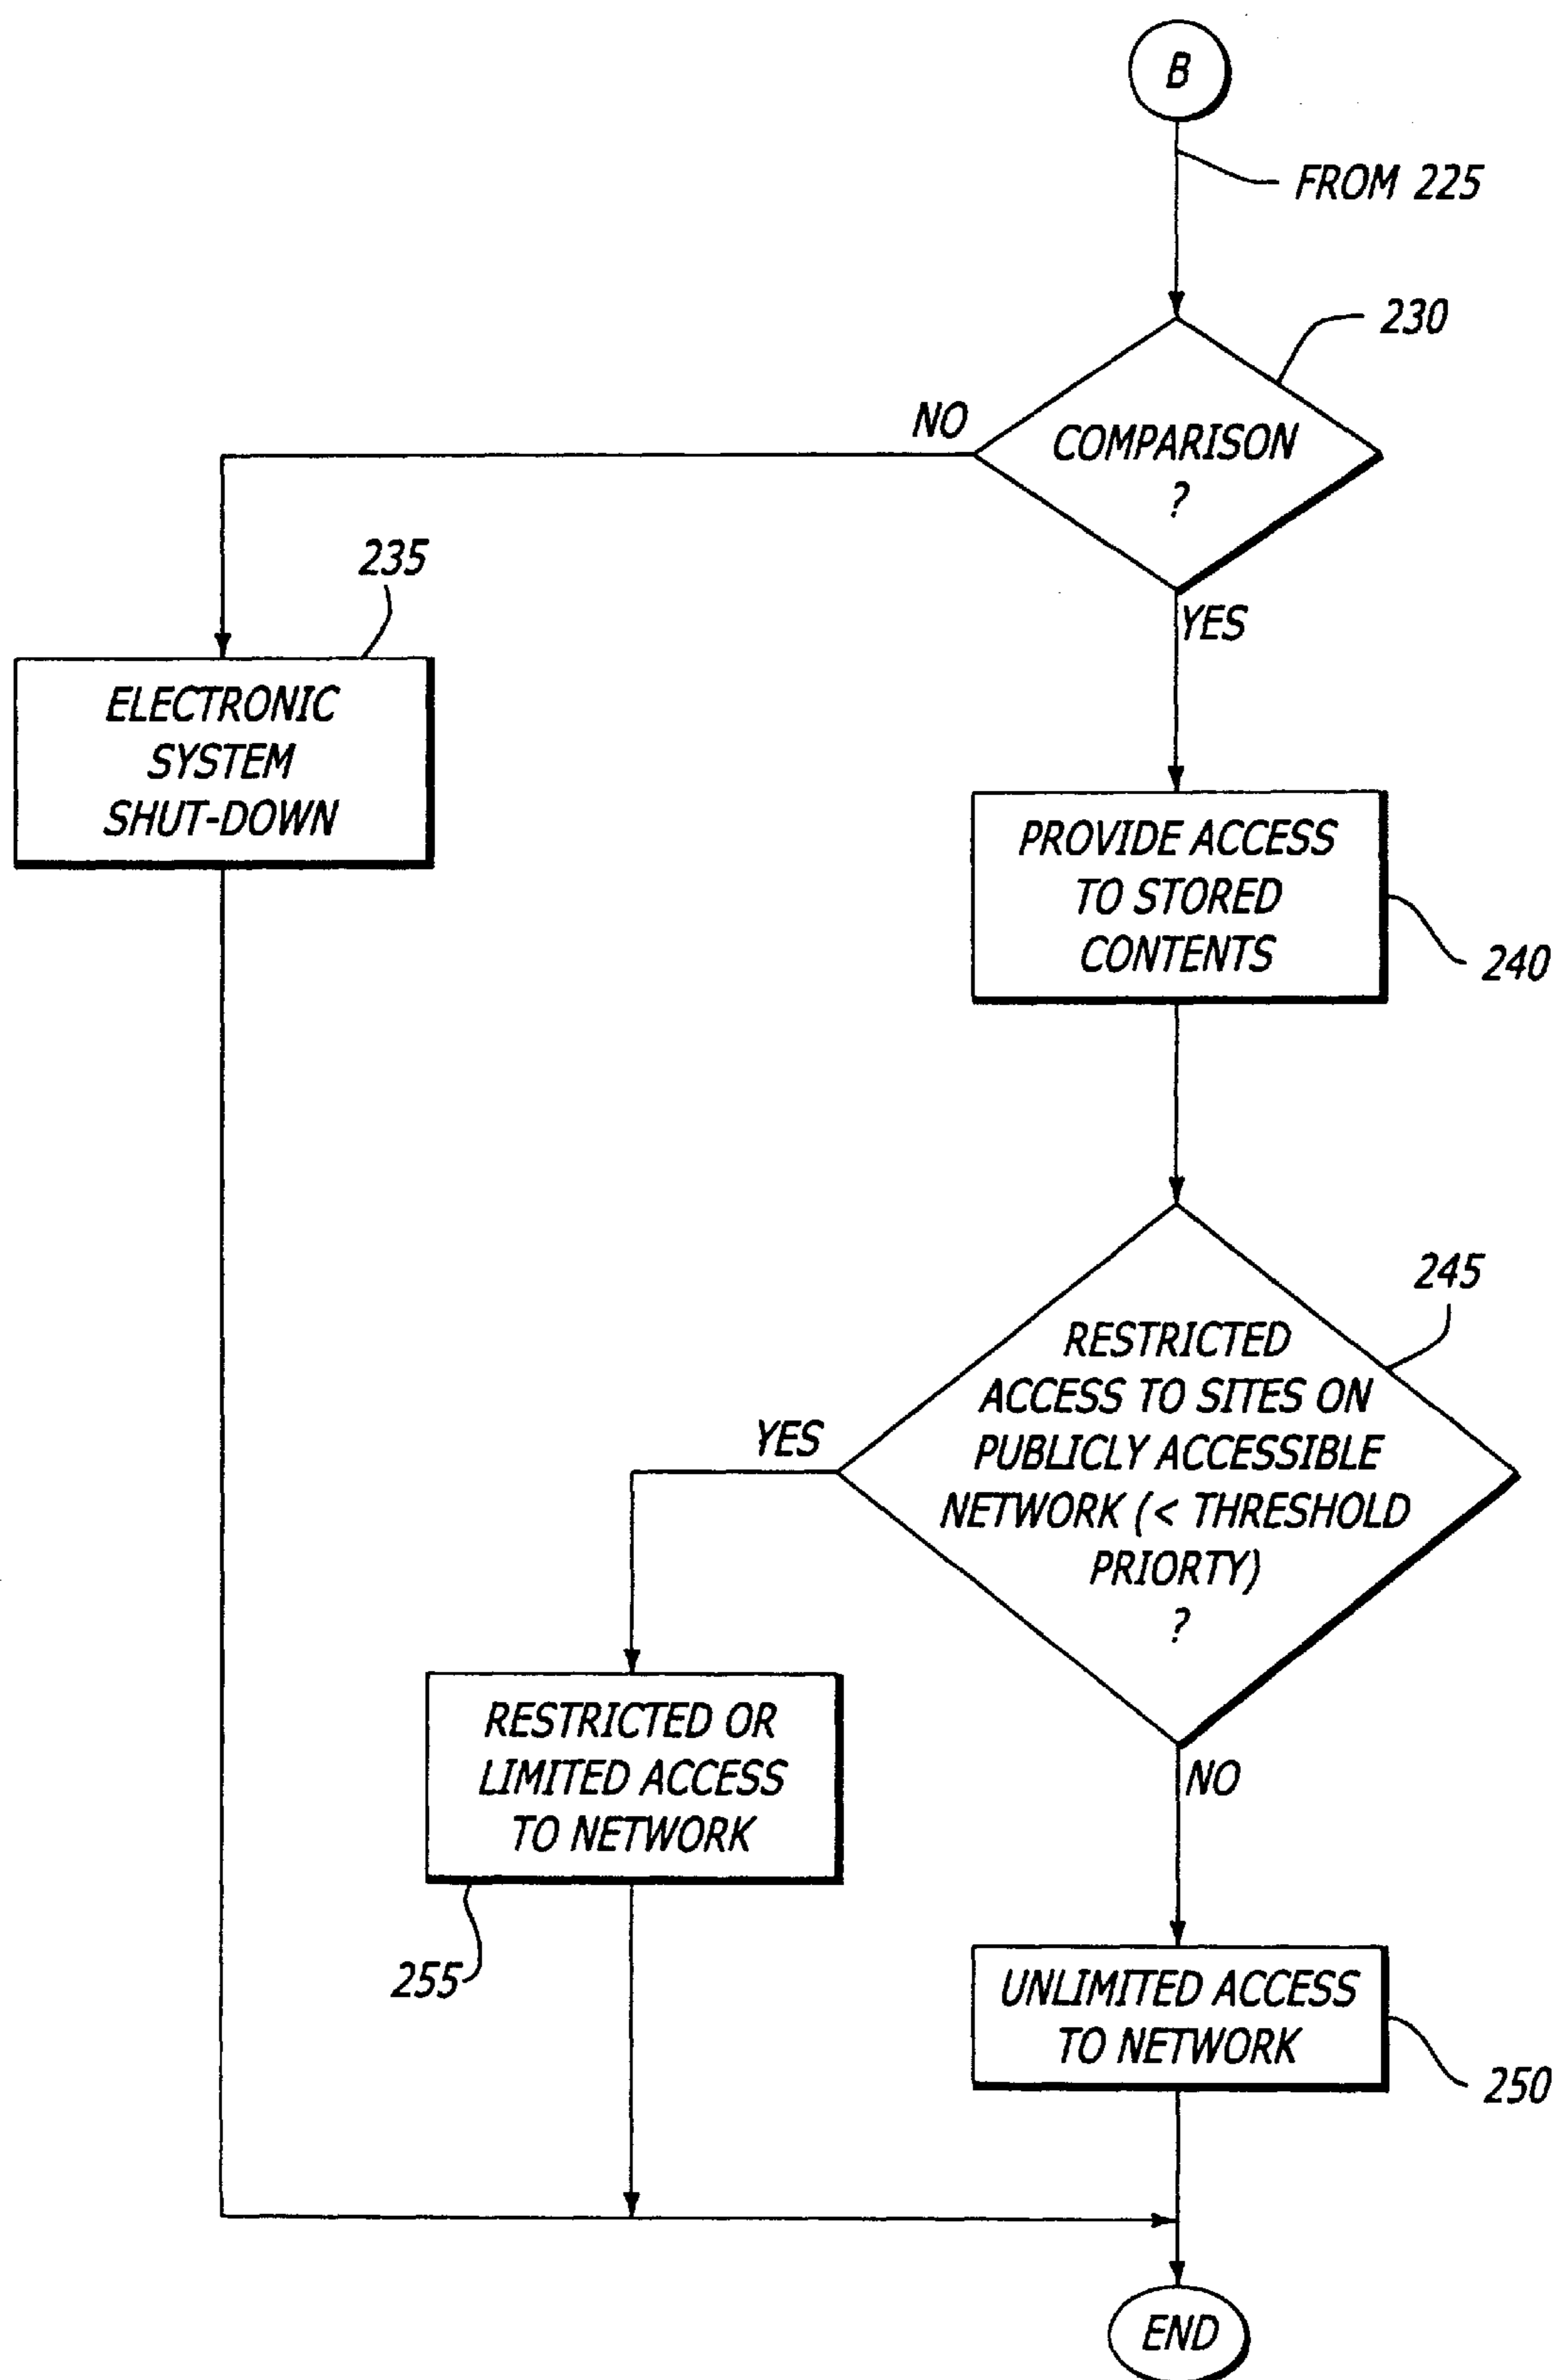 B
FROM 225
230
NO
COMPARISON
?
YES
235
ELECTRONIC
SYSTEM
SHUT-DOWN
PROVIDE ACCESS
TO STORED
CONTENTS
240
245
RESTRICTED
ACCESS TO SITES ON
PUBLICLY ACCESSIBLE
NETWORK (< THRESHOLD
PRIORTY)
?
YES
NO
RESTRICTED OR
LIMITED ACCESS
TO NETWORK
255
UNLIMITED ACCESS
TO NETWORK
250
END